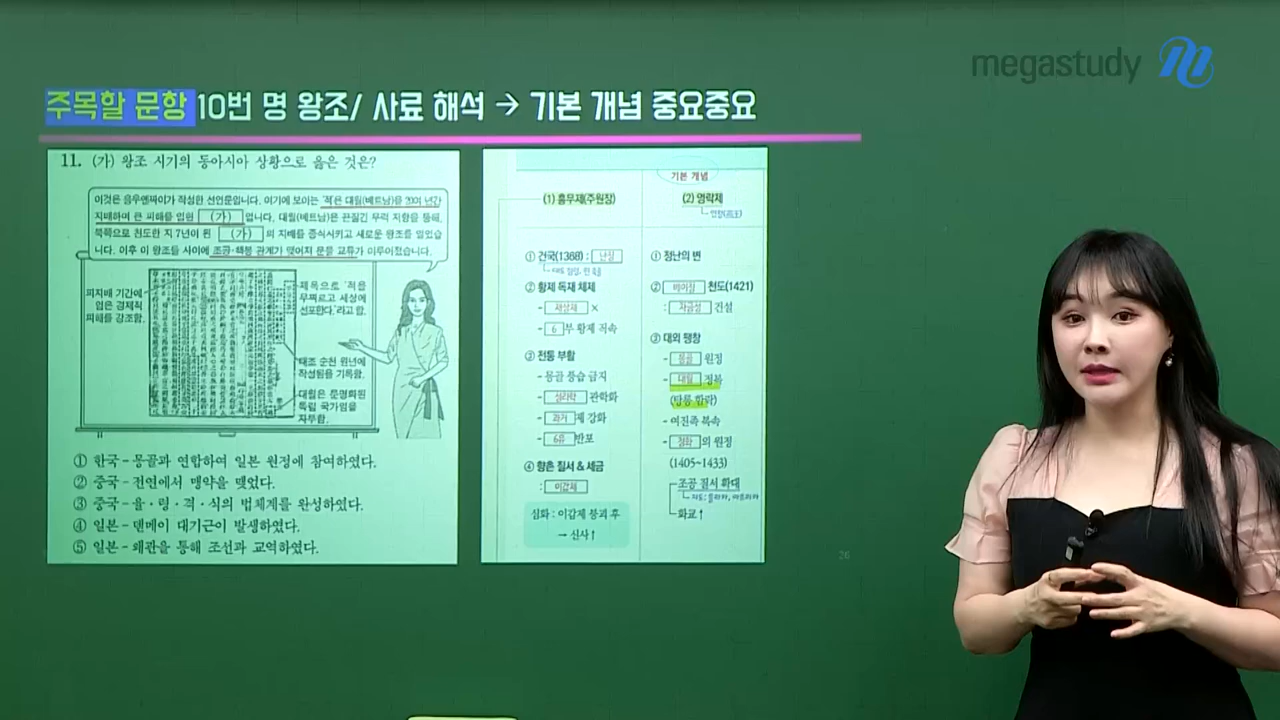 megastudy
주목할 문항 10번 명 왕조/ 사료 해석 → 기본 개념 중요중요
11. (가) 왕조 시기의 동아시아 상황으로 옳은 것은?
이것은 응우옌짜이가 작성한 선언문입니다. 여기에 보이는 '적'은 대월(베트남)을 20여 년간
지배하며 큰 피해를 입힌 (가) 입니다. 대월(베트남)은 끈질긴 무력 저항을 통해,
북쪽으로 천도한 지 7년이 된 (가) 의 지배를 종식시키고 새로운 왕조를 열었습
니다. 이후 이 왕조들 사이에 조공·책봉 관계가 맺어져 문물 교류가 이루어졌습니다.
피지배 기간에
입은 경제적
피해를 강조함.
제목으로 '적을
무찌르고 세상에
선포한다.'라고 함.
태조 순천 원년에
작성됨을 기록함.
대월은 문명화된
독립 국가임을
자부함.
① 한국-몽골과 연합하여 일본 원정에 참여하였다.
② 중국-전연에서 맹약을 맺었다.
③ 중국-율·령·격·식의 법체계를 완성하였다.
④ 일본-덴메이 대기근이 발생하였다.
⑤ 일본-왜관을 통해 조선과 교역하였다.
기본 개념
(1) 홍무제(주원장)
① 건국(1368) : 난징
② 황제 독재 체제
- 재상제 ×
- 6 부 황제 직속
③ 전통 부활
- 몽골 풍습 금지
- 성리학 관학화
- 과거 제 강화
- 6유 반포
④ 향촌 질서 & 세금
: 이갑제
심화 : 이갑제 붕괴 후
→ 신사↑
(2) 영락제
① 정난의 변
② 베이징 천도(1421)
: 자금성 건설
③ 대외 팽창
- 몽골 원정
- 대월 정복
- 여진족 복속
- 정화 의 원정
(1405~1433)
조공 질서 확대
화교↑
26